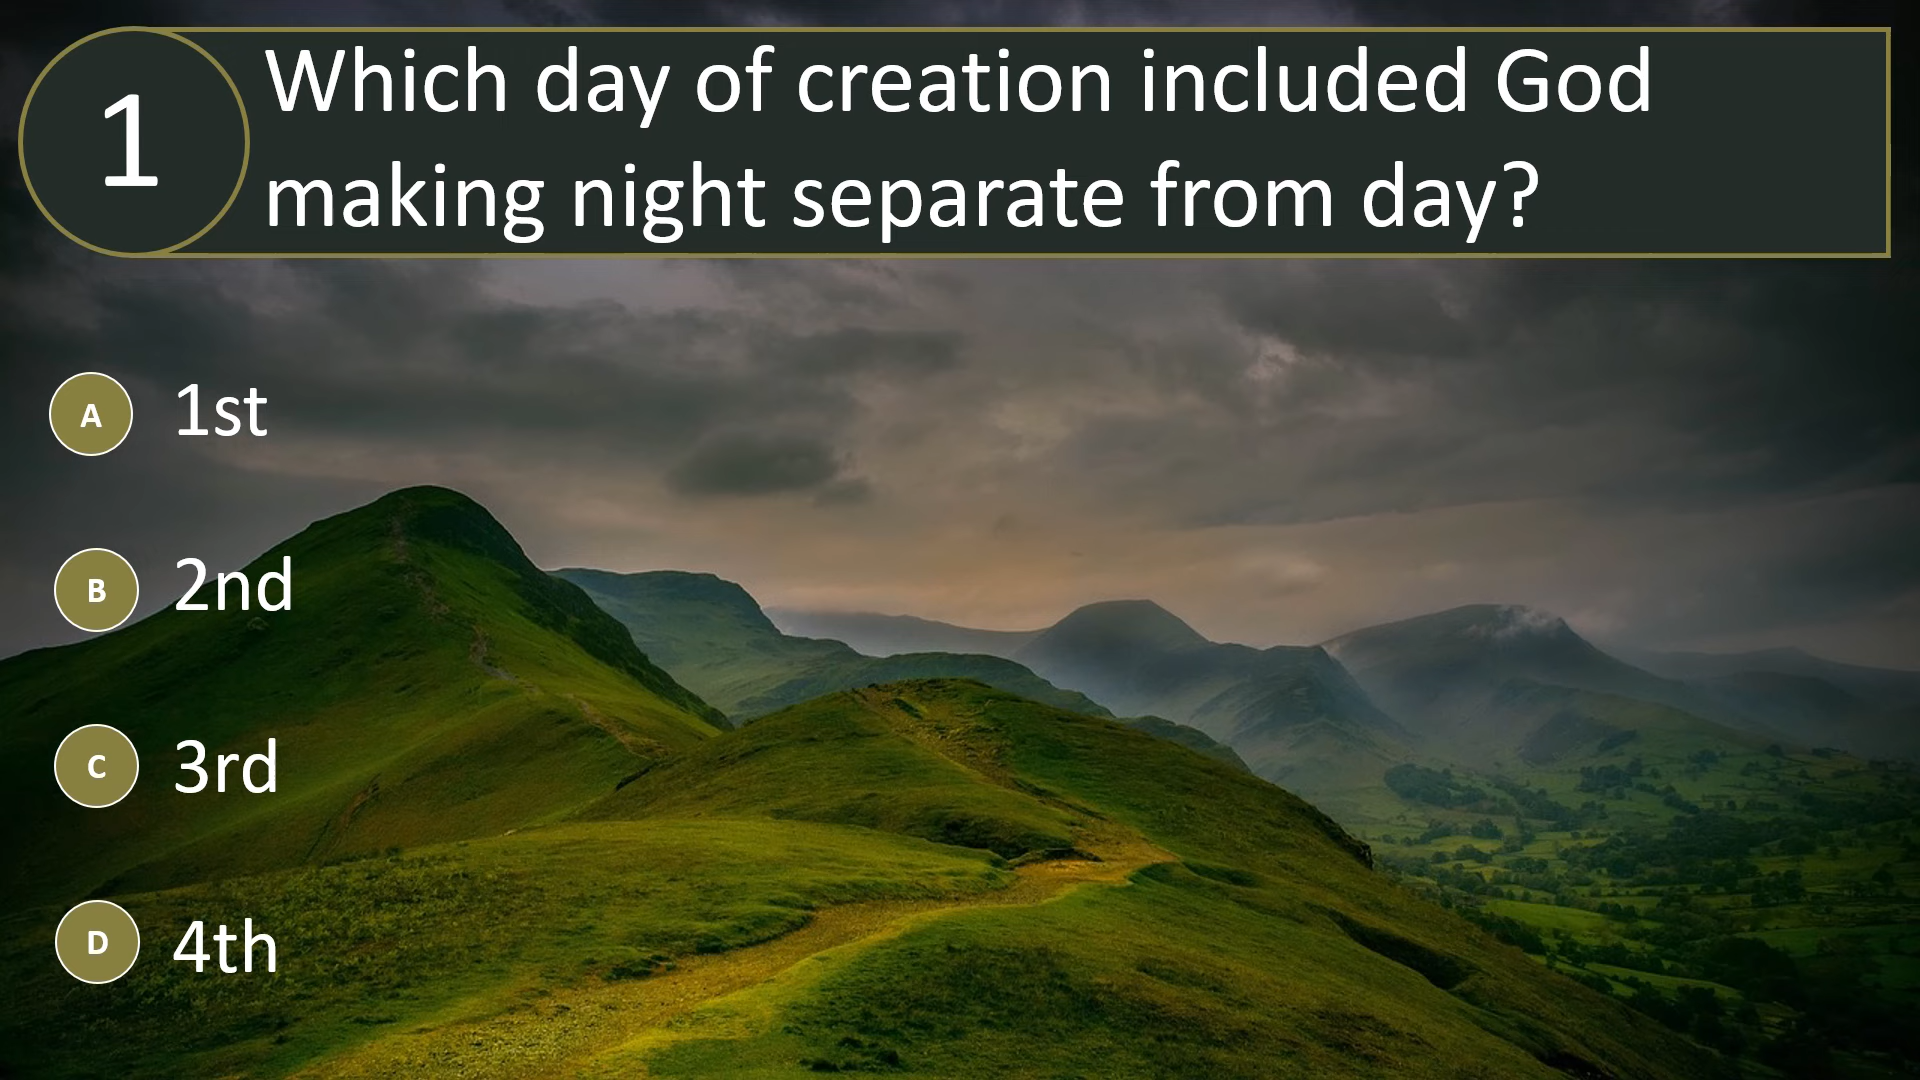 1
Which day of creation included God
making night separate from day?
A 1st
B 2nd
C 3rd
D 4th